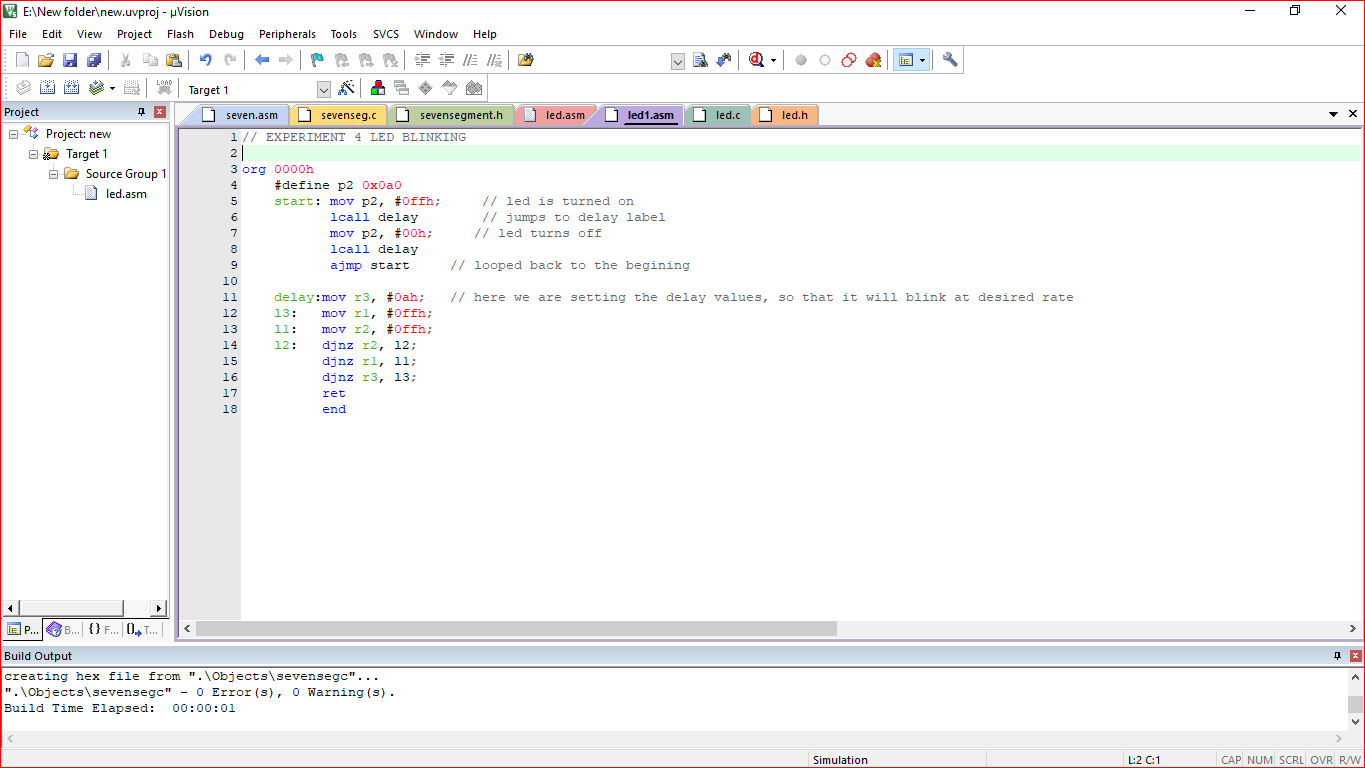 E:\New folder\new.uvproj - µVision
File Edit View Project Flash Debug Peripherals Tools SVCS Window Help
LOAD Target 1
Project
Project: new
Target 1
Source Group 1
led.asm
P... B... {} F... 0 T...
seven.asm sevenseg.c sevensegment.h led.asm led1.asm led.c led.h
1 // EXPERIMENT 4 LED BLINKING
2
3 org 0000h
4 #define p2 0x0a0
5 start: mov p2, #0ffh; // led is turned on
6 lcall delay // jumps to delay label
7 mov p2, #00h; // led turns off
8 lcall delay
9 ajmp start // looped back to the begining
10
11 delay:mov r3, #0ah; // here we are setting the delay values, so that it will blink at desired rate
12 l3: mov r1, #0ffh;
13 l1: mov r2, #0ffh;
14 l2: djnz r2, l2;
15 djnz r1, l1;
16 djnz r3, l3;
17 ret
18 end
Build Output
creating hex file from ".\Objects\sevensegc"...
".\Objects\sevensegc" - 0 Error(s), 0 Warning(s).
Build Time Elapsed: 00:00:01
Simulation L:2 C:1 CAP NUM SCRL OVR R/W